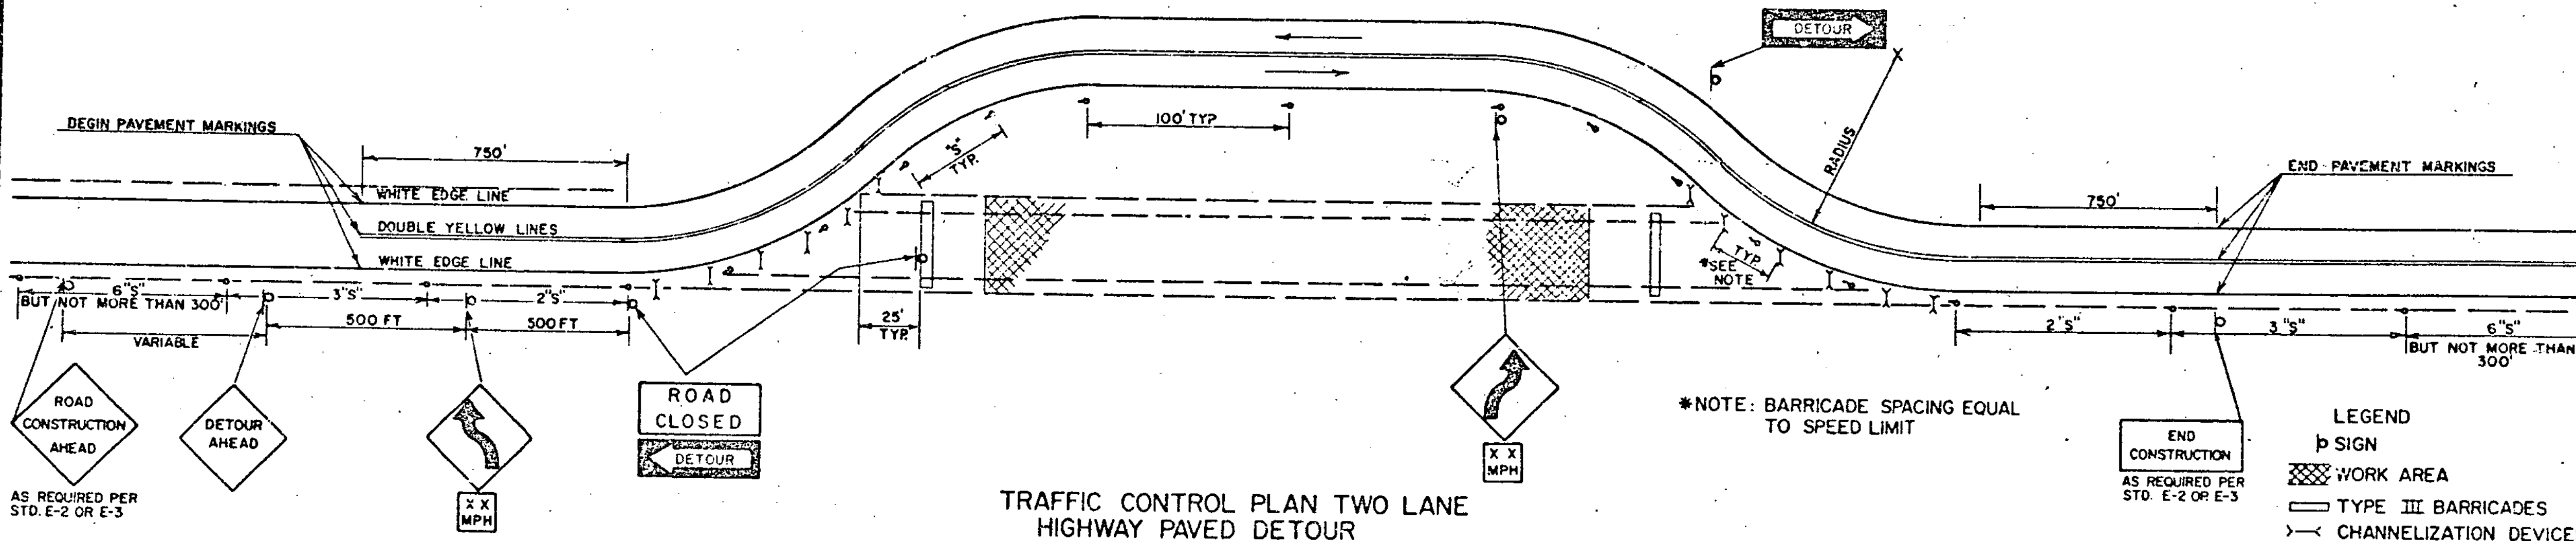 DETOUR
BEGIN PAVEMENT MARKINGS
750'
100' TYP
"S"
TYP.
RADIUS
END PAVEMENT MARKINGS
750'
WHITE EDGE LINE
DOUBLE YELLOW LINES
WHITE EDGE LINE
6"S"
BUT NOT MORE THAN 300'
3"S"
2"S"
500 FT
500 FT
VARIABLE
25'
TYP.
TYP.
*SEE
NOTE
2"S"
3"S"
6"S"
BUT NOT MORE THAN
300'
ROAD
CONSTRUCTION
AHEAD
AS REQUIRED PER
STD. E-2 OR E-3
DETOUR
AHEAD
X X
MPH
ROAD
CLOSED
DETOUR
X X
MPH
*NOTE: BARRICADE SPACING EQUAL
TO SPEED LIMIT
END
CONSTRUCTION
AS REQUIRED PER
STD. E-2 OR E-3
LEGEND
SIGN
WORK AREA
TYPE III BARRICADES
CHANNELIZATION DEVICE
TRAFFIC CONTROL PLAN TWO LANE
HIGHWAY PAVED DETOUR